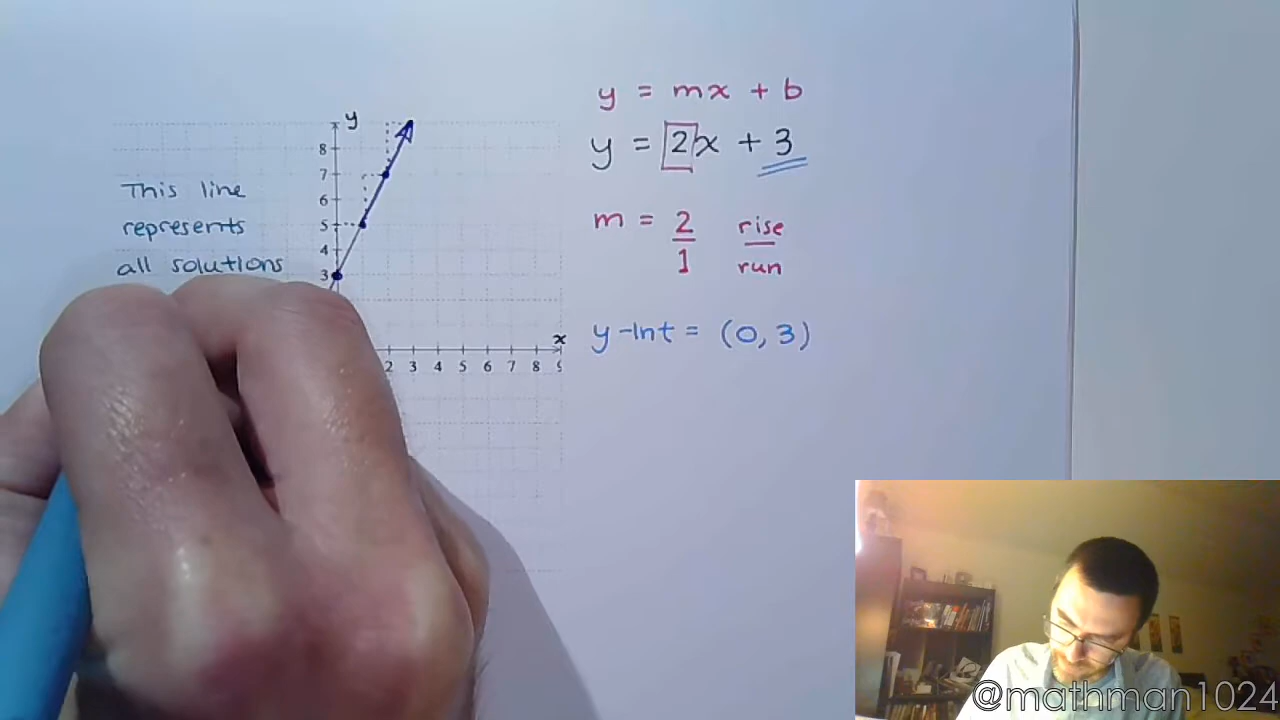 y = mx + b
y = 2x + 3
m = 2/1 rise/run
y-int = (0, 3)
This line
represents
all solutions
y
8
7
6
5
4
3
x
2 3 4 5 6 7 8
@mathman1024